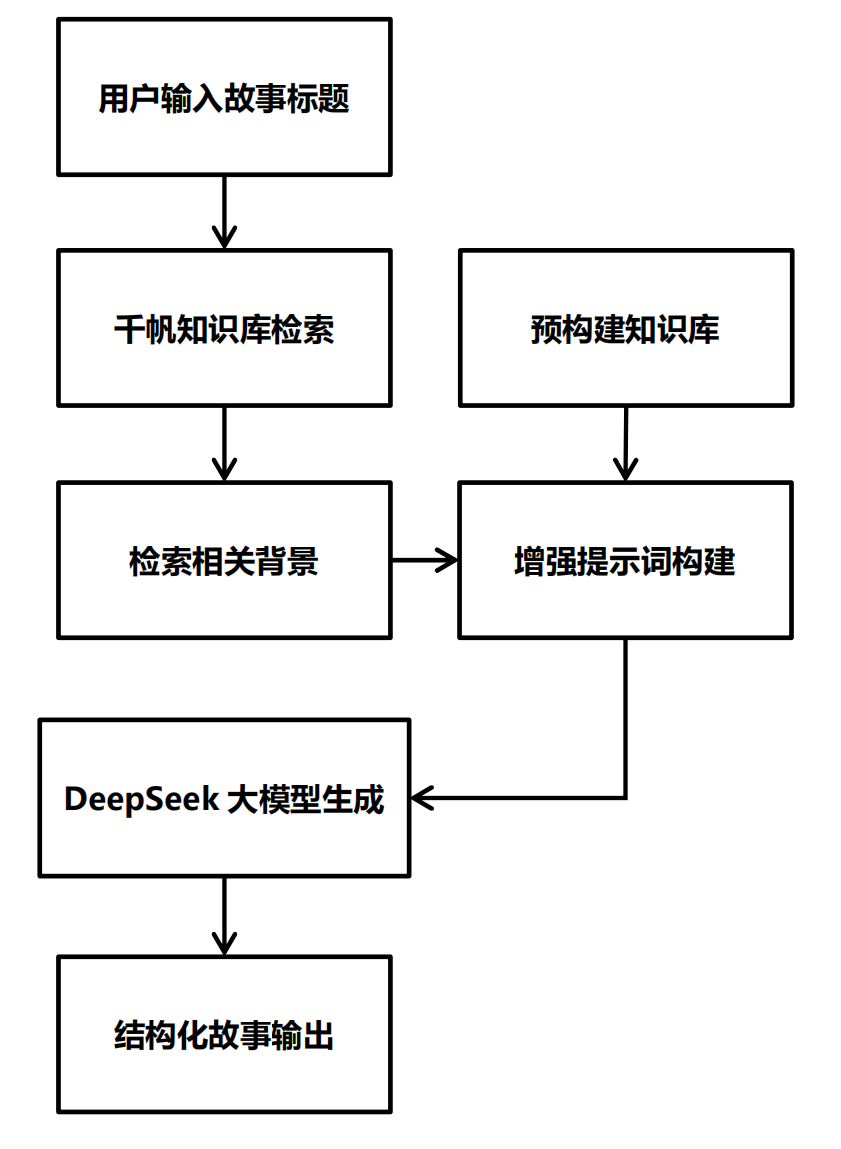 用户输入故事标题
千帆知识库检索
预构建知识库
检索相关背景
增强提示词构建
DeepSeek 大模型生成
结构化故事输出